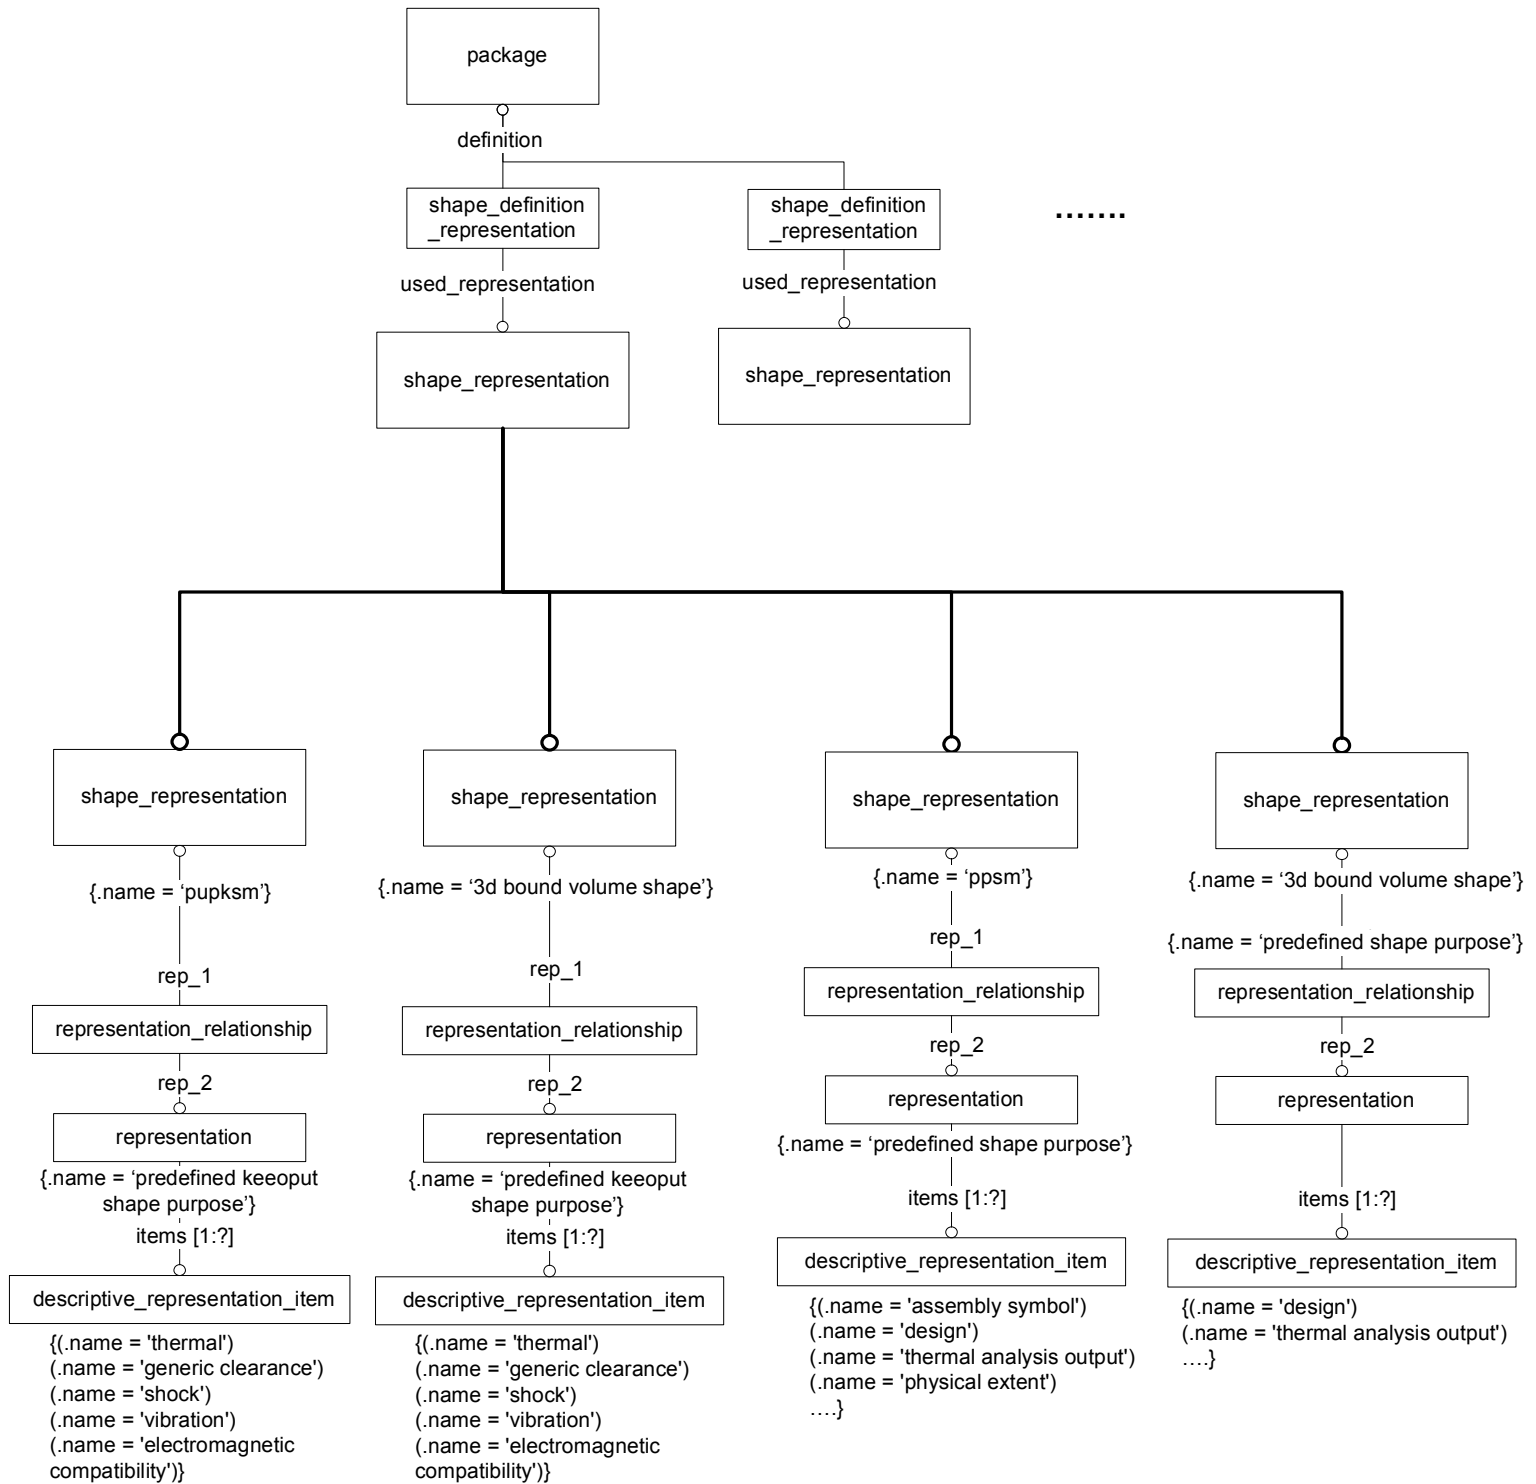 package
definition
shape_definition
_representation
shape_definition
_representation
.......
used_representation
used_representation
shape_representation
shape_representation
shape_representation
shape_representation
shape_representation
shape_representation
{.name = ‘pupksm’}
{.name = ‘3d bound volume shape’}
{.name = ‘ppsm’}
{.name = ‘3d bound volume shape’}
rep_1
rep_1
rep_1
{.name = ‘predefined shape purpose’}
representation_relationship
representation_relationship
representation_relationship
representation_relationship
rep_2
rep_2
rep_2
rep_2
representation
representation
representation
representation
{.name = ‘predefined keeoput
shape purpose’}
{.name = ‘predefined keeoput
shape purpose’}
{.name = ‘predefined shape purpose’}
items [1:?]
items [1:?]
items [1:?]
items [1:?]
descriptive_representation_item
descriptive_representation_item
descriptive_representation_item
descriptive_representation_item
{(.name = 'thermal')
(.name = 'generic clearance')
(.name = 'shock')
(.name = 'vibration')
(.name = 'electromagnetic
compatibility')}
{(.name = 'thermal')
(.name = 'generic clearance')
(.name = 'shock')
(.name = 'vibration')
(.name = 'electromagnetic
compatibility')}
{(.name = 'assembly symbol')
(.name = 'design')
(.name = 'thermal analysis output')
(.name = 'physical extent')
….}
{(.name = 'design')
(.name = 'thermal analysis output')
….}